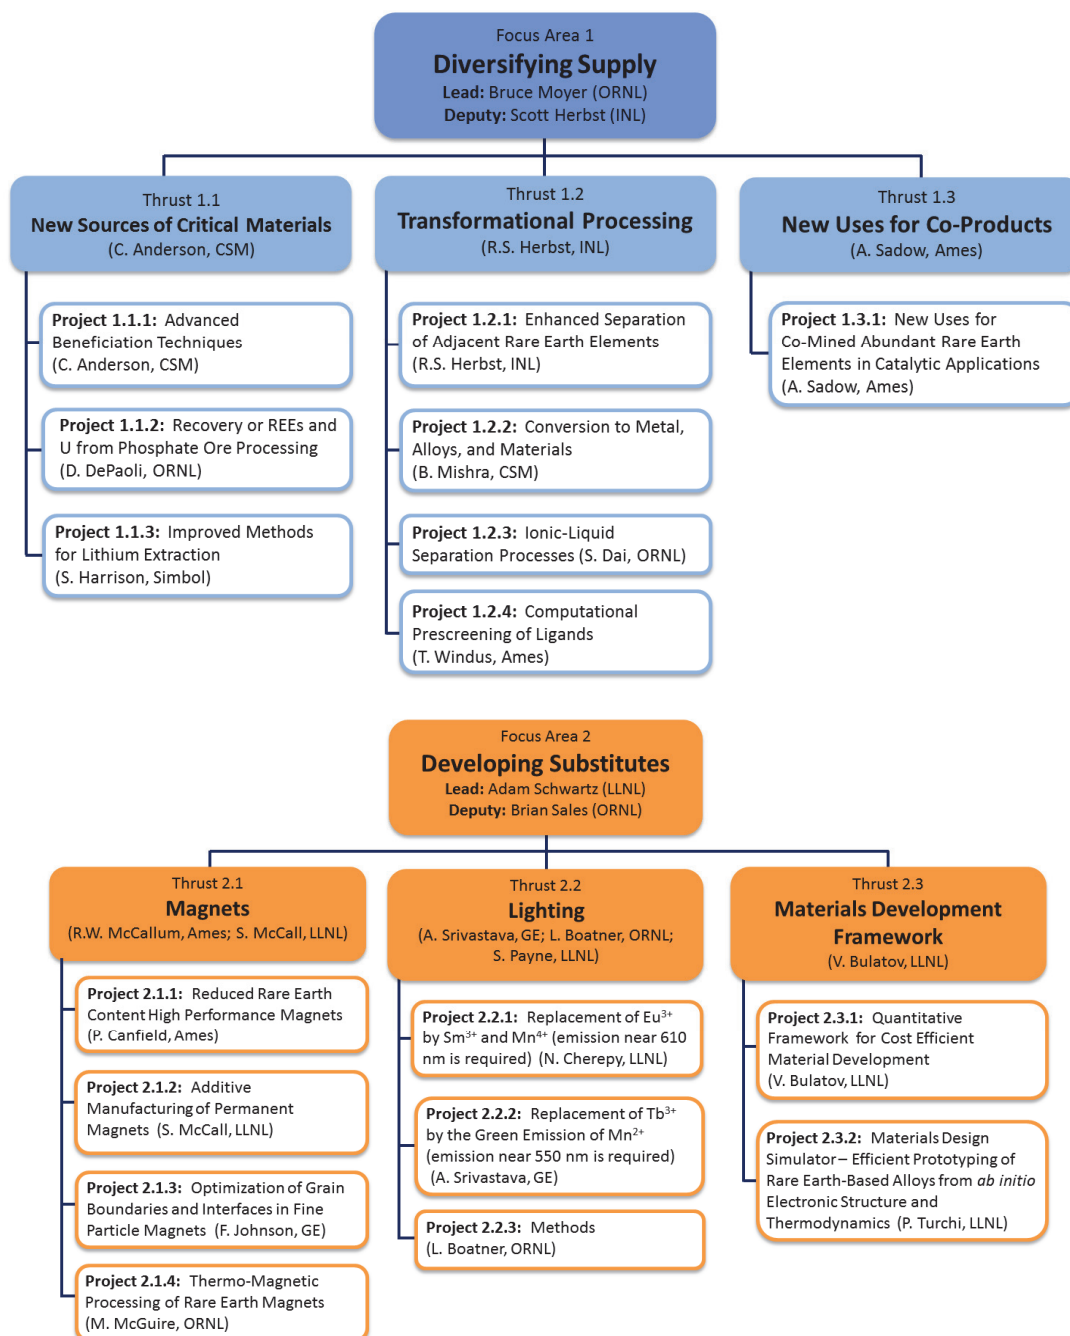 Focus Area 1
Diversifying Supply
Lead: Bruce Moyer (ORNL)
Deputy: Scott Herbst (INL)
Thrust 1.1
New Sources of Critical Materials
(C. Anderson, CSM)
Project 1.1.1: Advanced
Beneficiation Techniques
(C. Anderson, CSM)
Project 1.1.2: Recovery or REEs and
U from Phosphate Ore Processing
(D. DePaoli, ORNL)
Project 1.1.3: Improved Methods
for Lithium Extraction
(S. Harrison, Simbol)
Thrust 1.2
Transformational Processing
(R.S. Herbst, INL)
Project 1.2.1: Enhanced Separation
of Adjacent Rare Earth Elements
(R.S. Herbst, INL)
Project 1.2.2: Conversion to Metal,
Alloys, and Materials
(B. Mishra, CSM)
Project 1.2.3: Ionic-Liquid
Separation Processes (S. Dai, ORNL)
Project 1.2.4: Computational
Prescreening of Ligands
(T. Windus, Ames)
Thrust 1.3
New Uses for Co-Products
(A. Sadow, Ames)
Project 1.3.1: New Uses for
Co-Mined Abundant Rare Earth
Elements in Catalytic Applications
(A. Sadow, Ames)
Focus Area 2
Developing Substitutes
Lead: Adam Schwartz (LLNL)
Deputy: Brian Sales (ORNL)
Thrust 2.1
Magnets
(R.W. McCallum, Ames; S. McCall, LLNL)
Project 2.1.1: Reduced Rare Earth
Content High Performance Magnets
(P. Canfield, Ames)
Project 2.1.2: Additive
Manufacturing of Permanent
Magnets (S. McCall, LLNL)
Project 2.1.3: Optimization of Grain
Boundaries and Interfaces in Fine
Particle Magnets (F. Johnson, GE)
Project 2.1.4: Thermo-Magnetic
Processing of Rare Earth Magnets
(M. McGuire, ORNL)
Thrust 2.2
Lighting
(A. Srivastava, GE; L. Boatner, ORNL;
S. Payne, LLNL)
Project 2.2.1: Replacement of Eu³⁺
by Sm³⁺ and Mn⁴⁺ (emission near 610
nm is required) (N. Cherepy, LLNL)
Project 2.2.2: Replacement of Tb³⁺
by the Green Emission of Mn²⁺
(emission near 550 nm is required)
(A. Srivastava, GE)
Project 2.2.3: Methods
(L. Boatner, ORNL)
Thrust 2.3
Materials Development
Framework
(V. Bulatov, LLNL)
Project 2.3.1: Quantitative
Framework for Cost Efficient
Material Development
(V. Bulatov, LLNL)
Project 2.3.2: Materials Design
Simulator – Efficient Prototyping of
Rare Earth-Based Alloys from ab initio
Electronic Structure and
Thermodynamics (P. Turchi, LLNL)